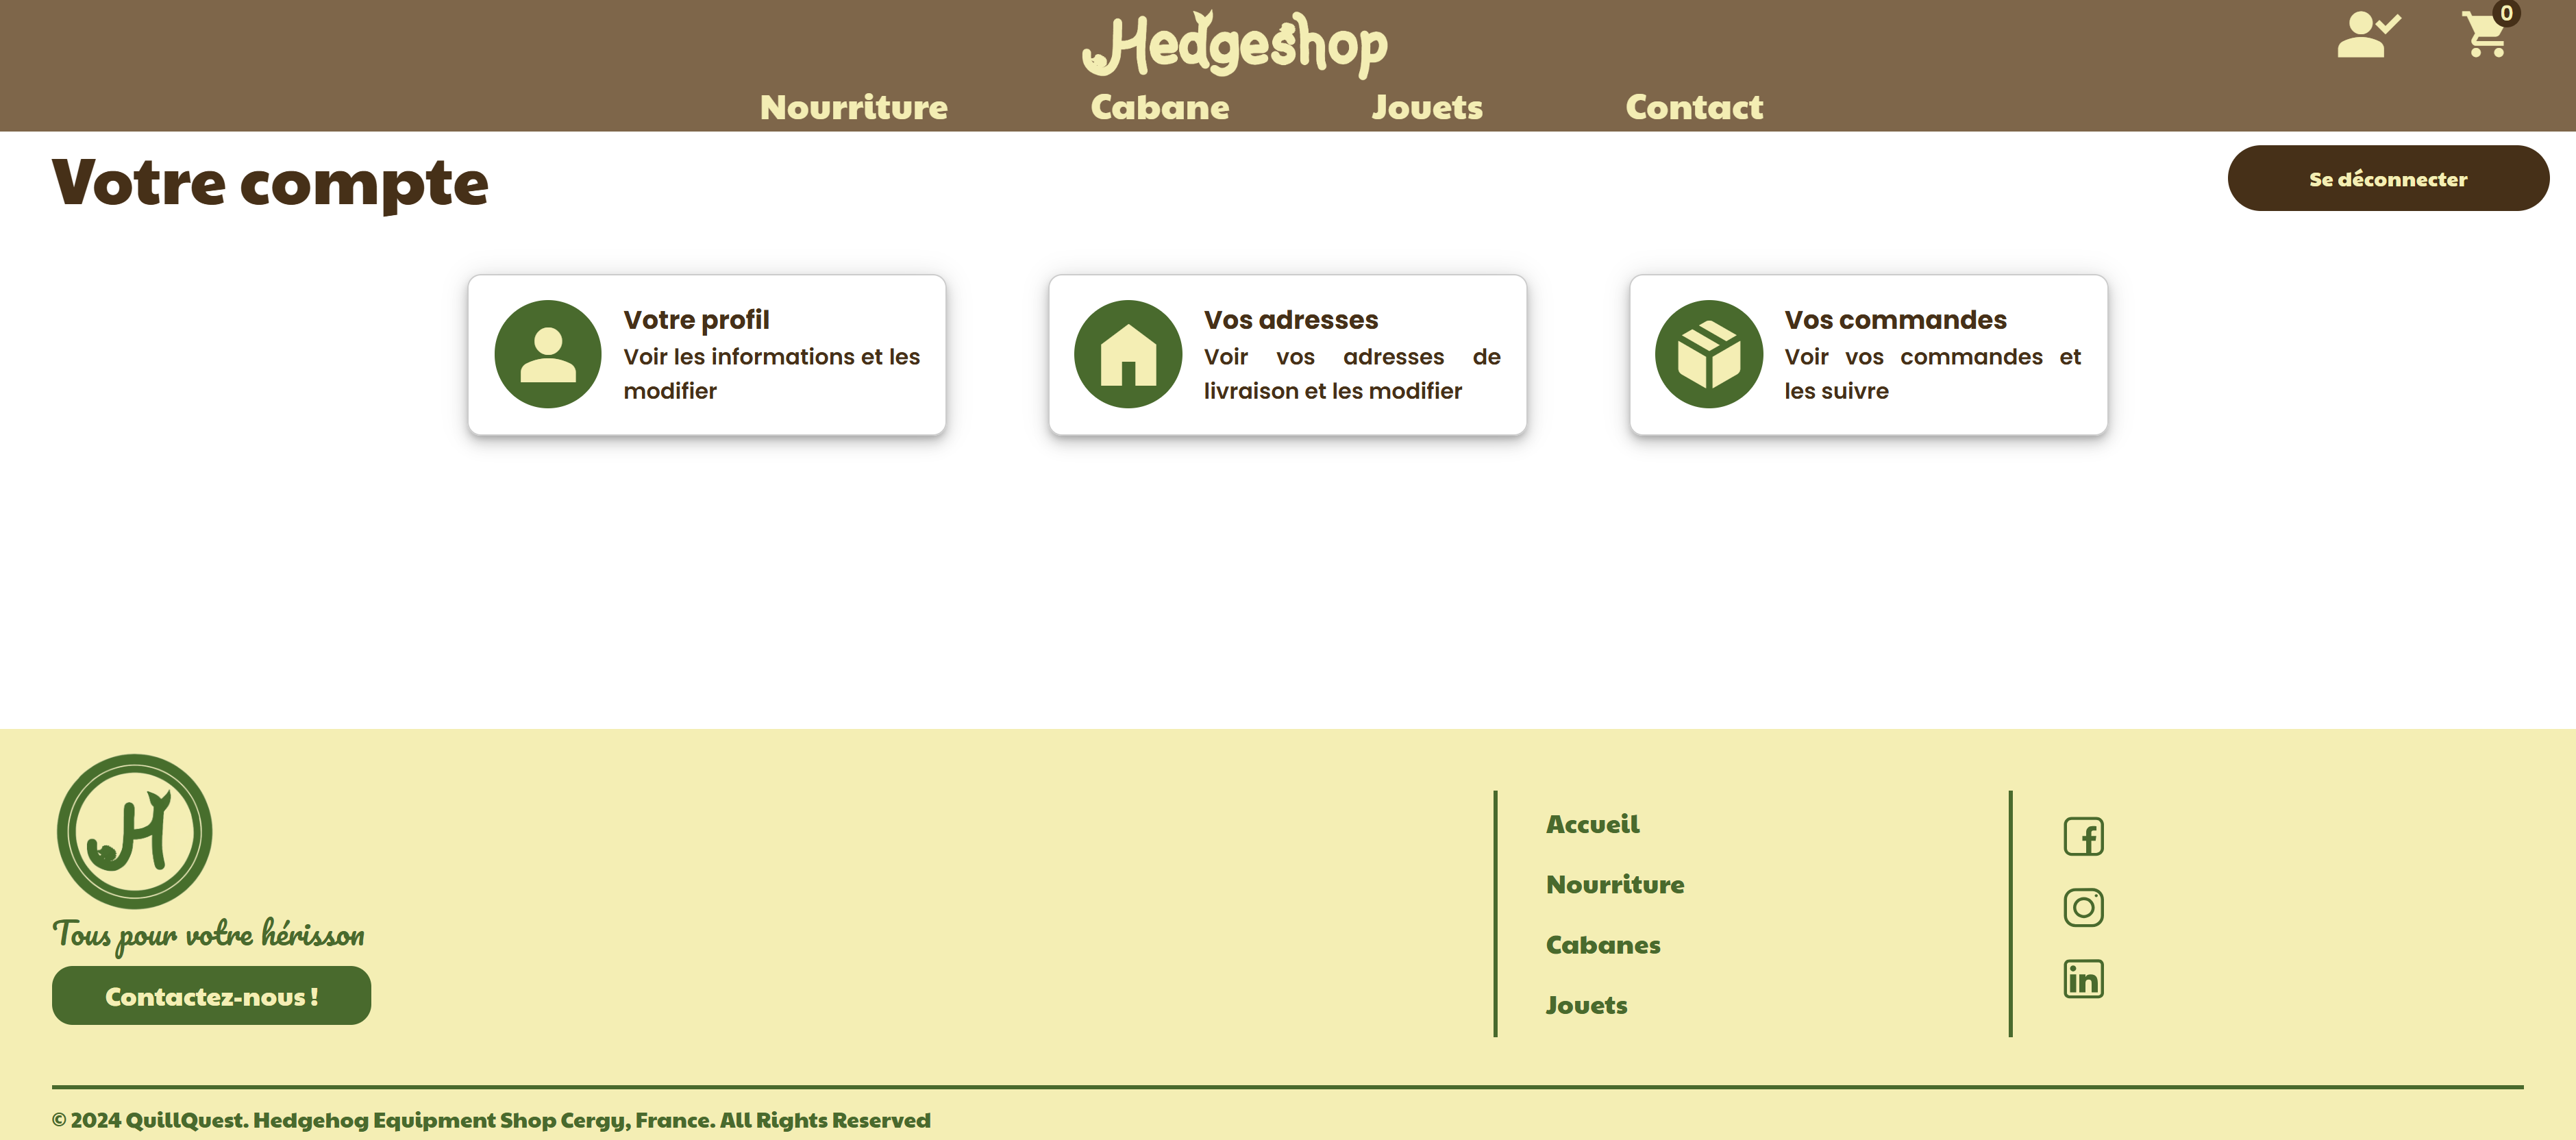 Hedgeshop
0
Nourriture Cabane Jouets Contact
Votre compte
Se déconnecter
Votre profil
Voir les informations et les
modifier
Vos adresses
Voir vos adresses de
livraison et les modifier
Vos commandes
Voir vos commandes et
les suivre
H
Tous pour votre hérisson
Contactez-nous !
Accueil
Nourriture
Cabanes
Jouets
f
in
© 2024 QuillQuest. Hedgehog Equipment Shop Cergy, France. All Rights Reserved